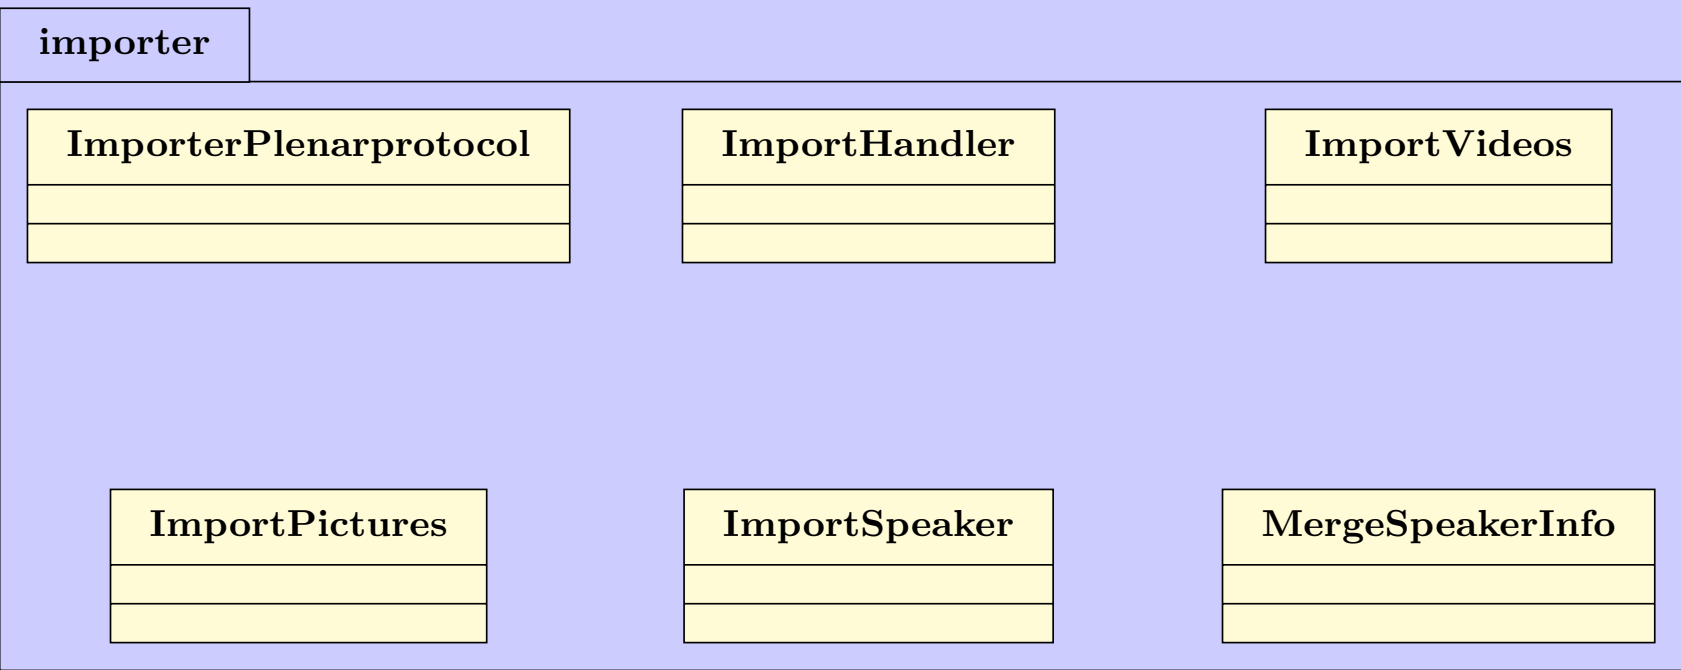 importer
ImporterPlenarprotocol
ImportHandler
ImportVideos
ImportPictures
ImportSpeaker
MergeSpeakerInfo